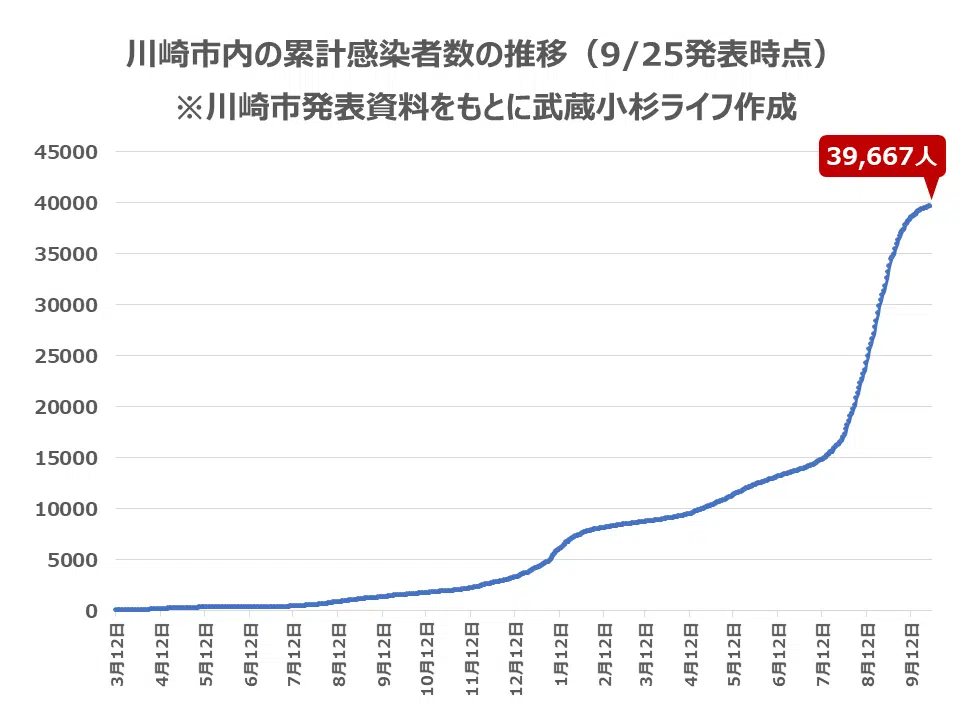 川崎市内の累計感染者数の推移（9/25発表時点）
※川崎市発表資料をもとに武蔵小杉ライフ作成
39,667人
45000
40000
35000
30000
25000
20000
15000
10000
5000
0
3月12日
4月12日
5月12日
6月12日
7月12日
8月12日
9月12日
10月12日
11月12日
12月12日
1月12日
2月12日
3月12日
4月12日
5月12日
6月12日
7月12日
8月12日
9月12日